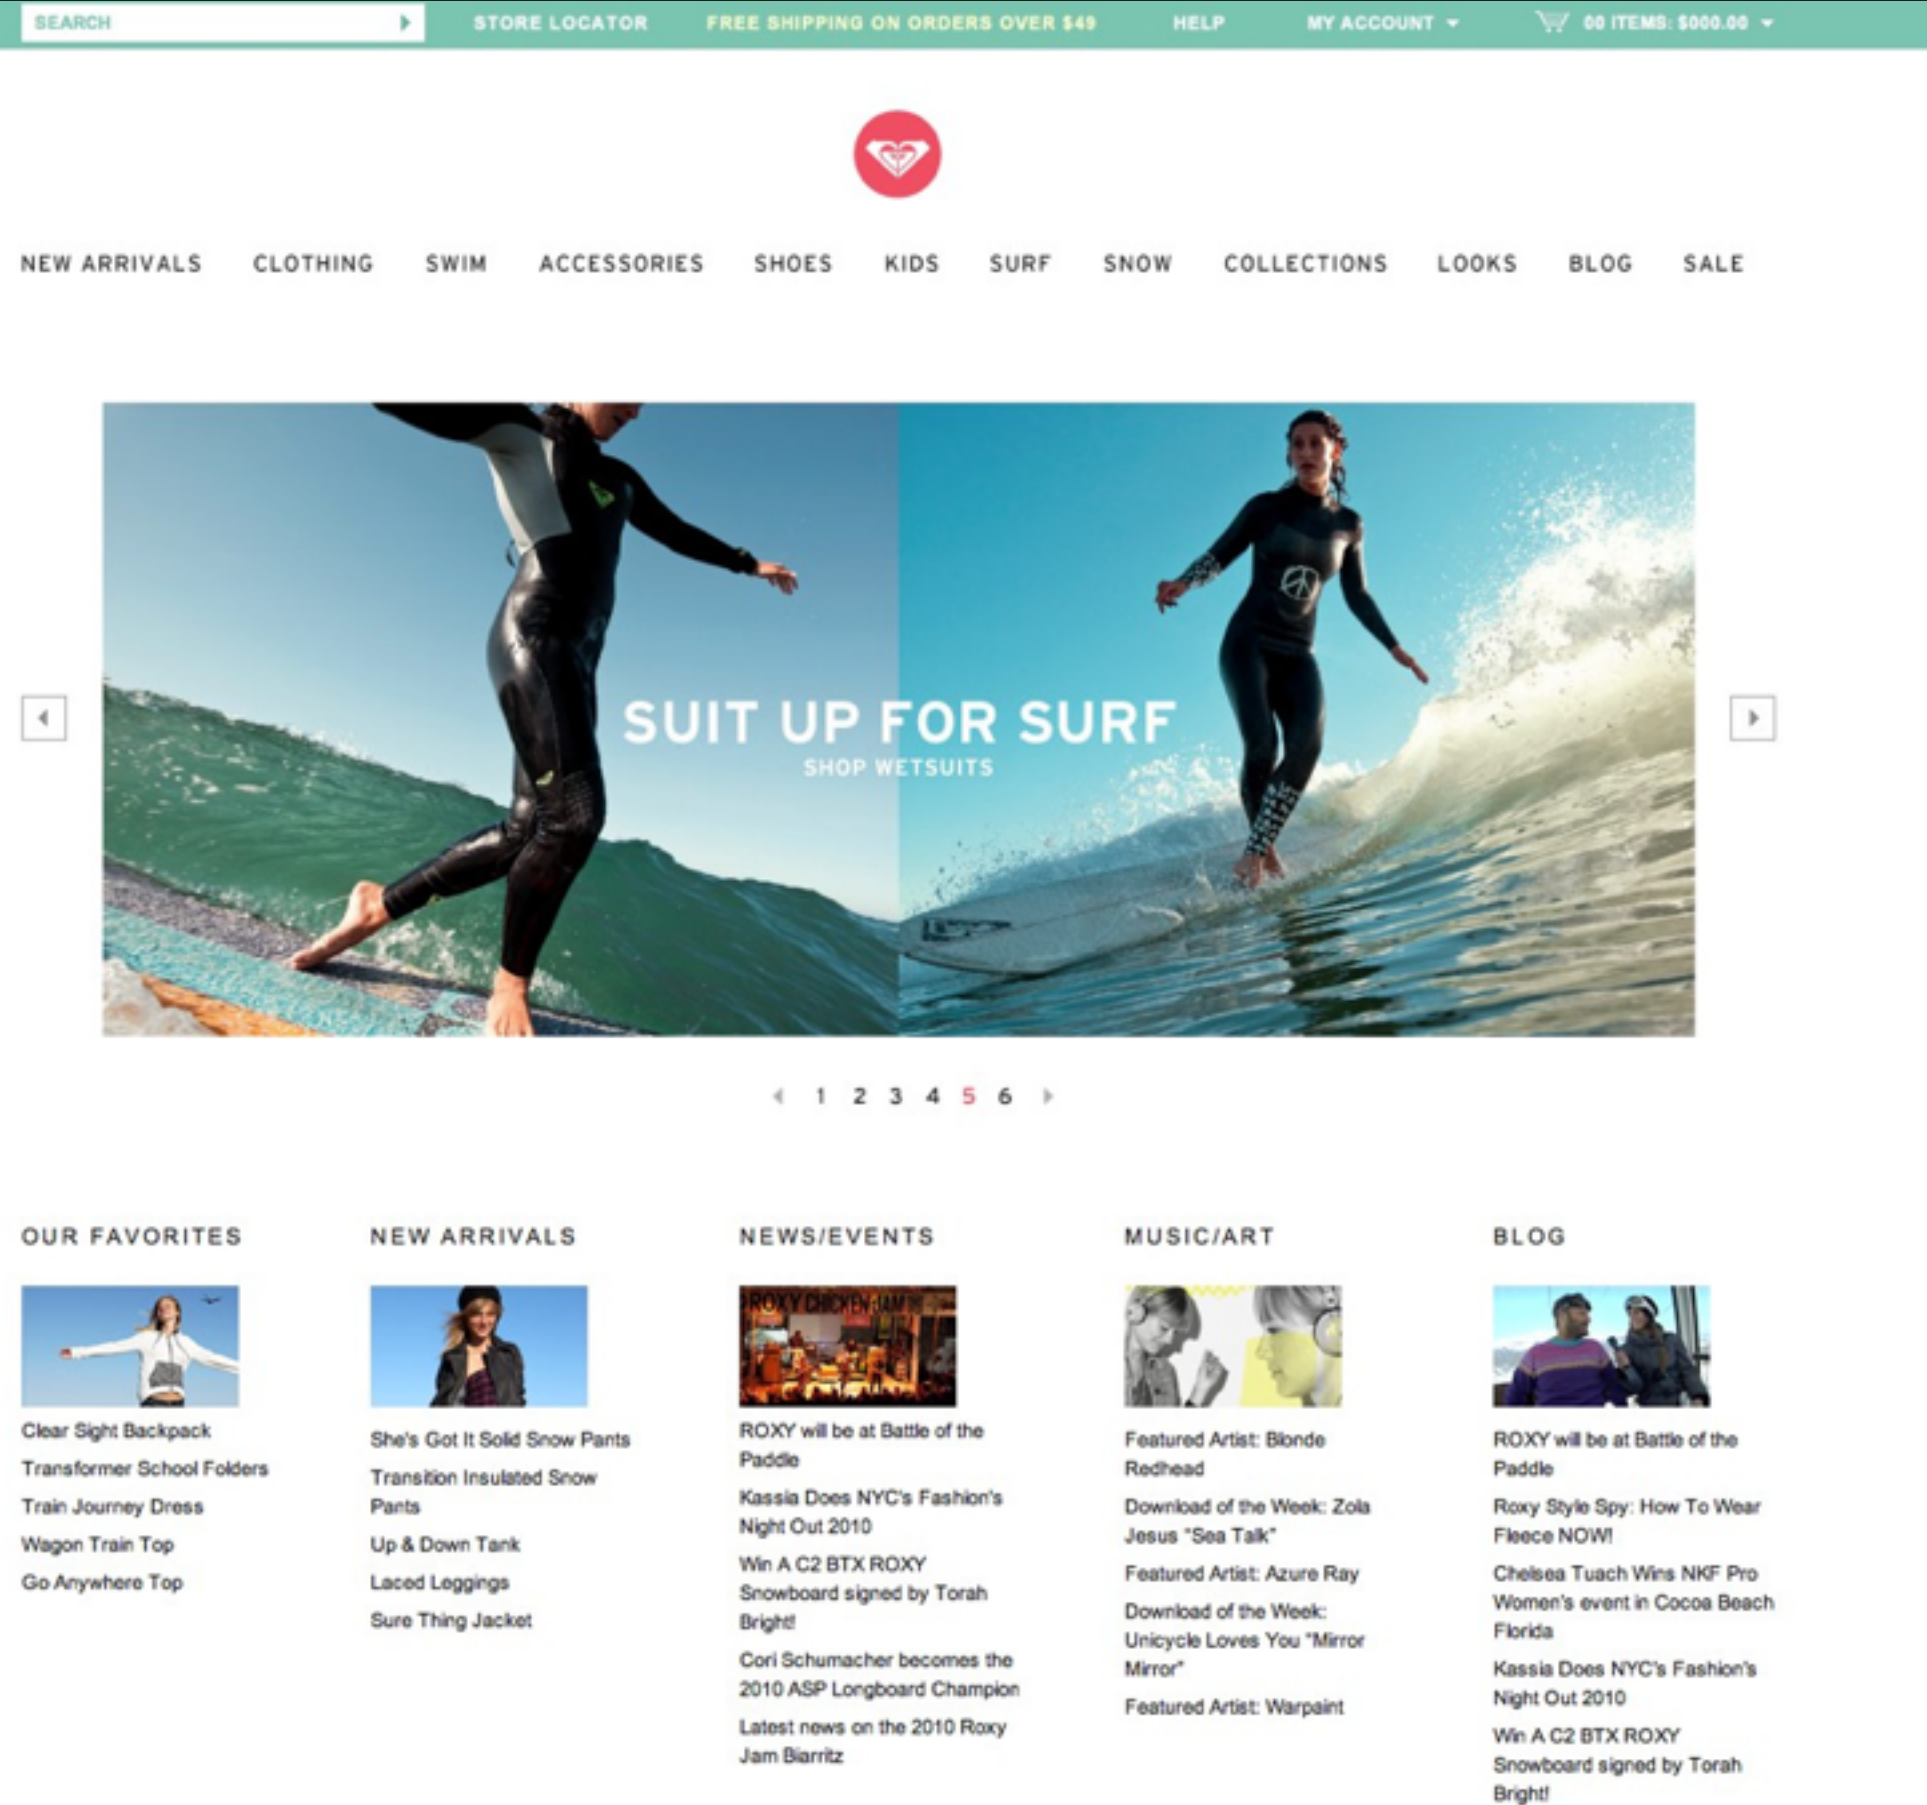 SEARCH
STORE LOCATOR
FREE SHIPPING ON ORDERS OVER $49
HELP
MY ACCOUNT
00 ITEMS: $000.00
NEW ARRIVALS
CLOTHING
SWIM
ACCESSORIES
SHOES
KIDS
SURF
SNOW
COLLECTIONS
LOOKS
BLOG
SALE
SUIT UP FOR SURF
SHOP WETSUITS
1 2 3 4 5 6
OUR FAVORITES
Clear Sight Backpack
Transformer School Folders
Train Journey Dress
Wagon Train Top
Go Anywhere Top
NEW ARRIVALS
She's Got It Solid Snow Pants
Transition Insulated Snow
Pants
Up & Down Tank
Laced Leggings
Sure Thing Jacket
NEWS/EVENTS
ROXY CHICKEN JAM
ROXY will be at Battle of the
Paddle
Kassia Does NYC's Fashion's
Night Out 2010
Win A C2 BTX ROXY
Snowboard signed by Torah
Bright!
Cori Schumacher becomes the
2010 ASP Longboard Champion
Latest news on the 2010 Roxy
Jam Biarritz
MUSIC/ART
Featured Artist: Blonde
Redhead
Download of the Week: Zola
Jesus "Sea Talk"
Featured Artist: Azure Ray
Download of the Week:
Unicycle Loves You "Mirror
Mirror"
Featured Artist: Warpaint
BLOG
ROXY will be at Battle of the
Paddle
Roxy Style Spy: How To Wear
Fleece NOW!
Chelsea Tuach Wins NKF Pro
Women's event in Cocoa Beach
Florida
Kassia Does NYC's Fashion's
Night Out 2010
Win A C2 BTX ROXY
Snowboard signed by Torah
Bright!